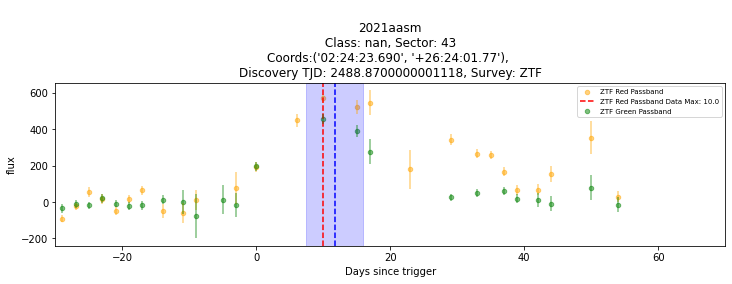 2021aasm
Class: nan, Sector: 43
Coords:('02:24:23.690', '+26:24:01.77'),
Discovery TJD: 2488.8700000001118, Survey: ZTF
ZTF Red Passband
ZTF Red Passband Data Max: 10.0
ZTF Green Passband
600
400
200
0
−200
flux
−20
0
20
40
60
Days since trigger